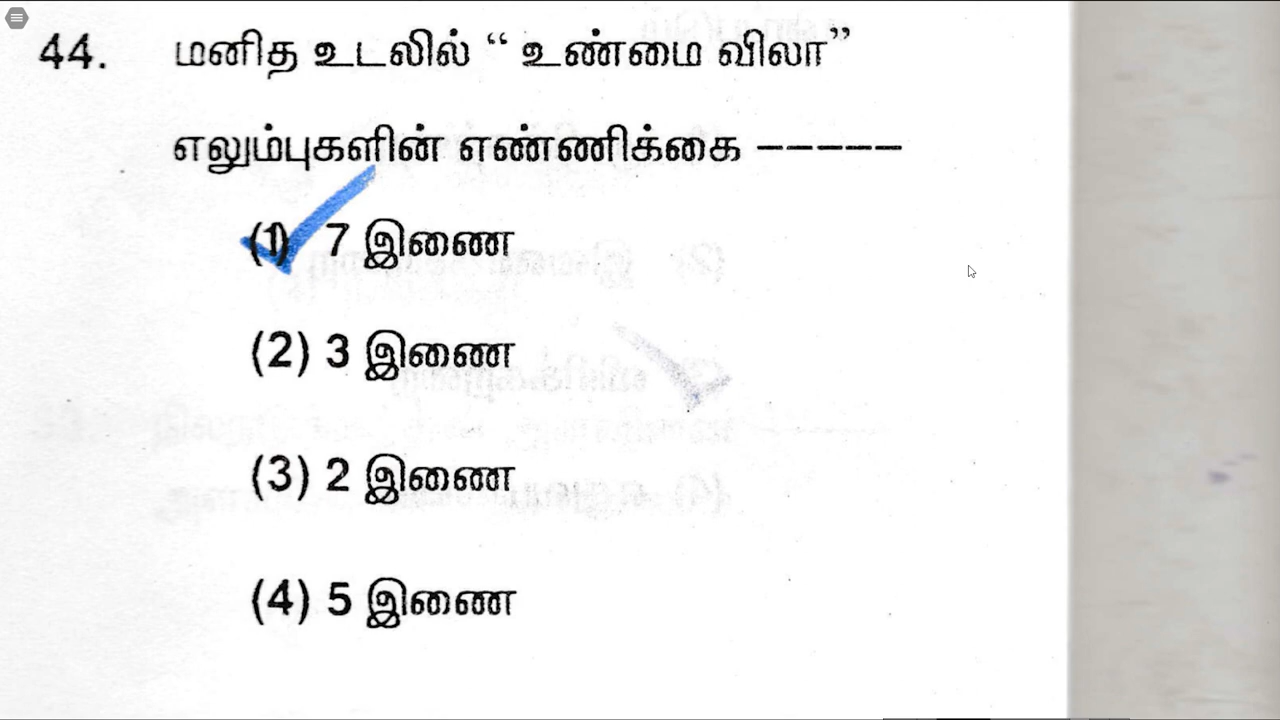 44. மனித உடலில் “ உண்மை விலா”
எலும்புகளின் எண்ணிக்கை -----
(1) 7 இணை
(2) 3 இணை
(3) 2 இணை
(4) 5 இணை